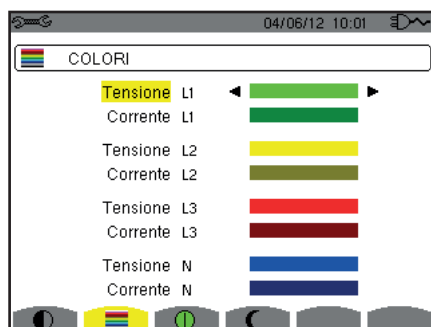 04/06/12 10:01
COLORI
Tensione L1
Corrente L1
Tensione L2
Corrente L2
Tensione L3
Corrente L3
Tensione N
Corrente N